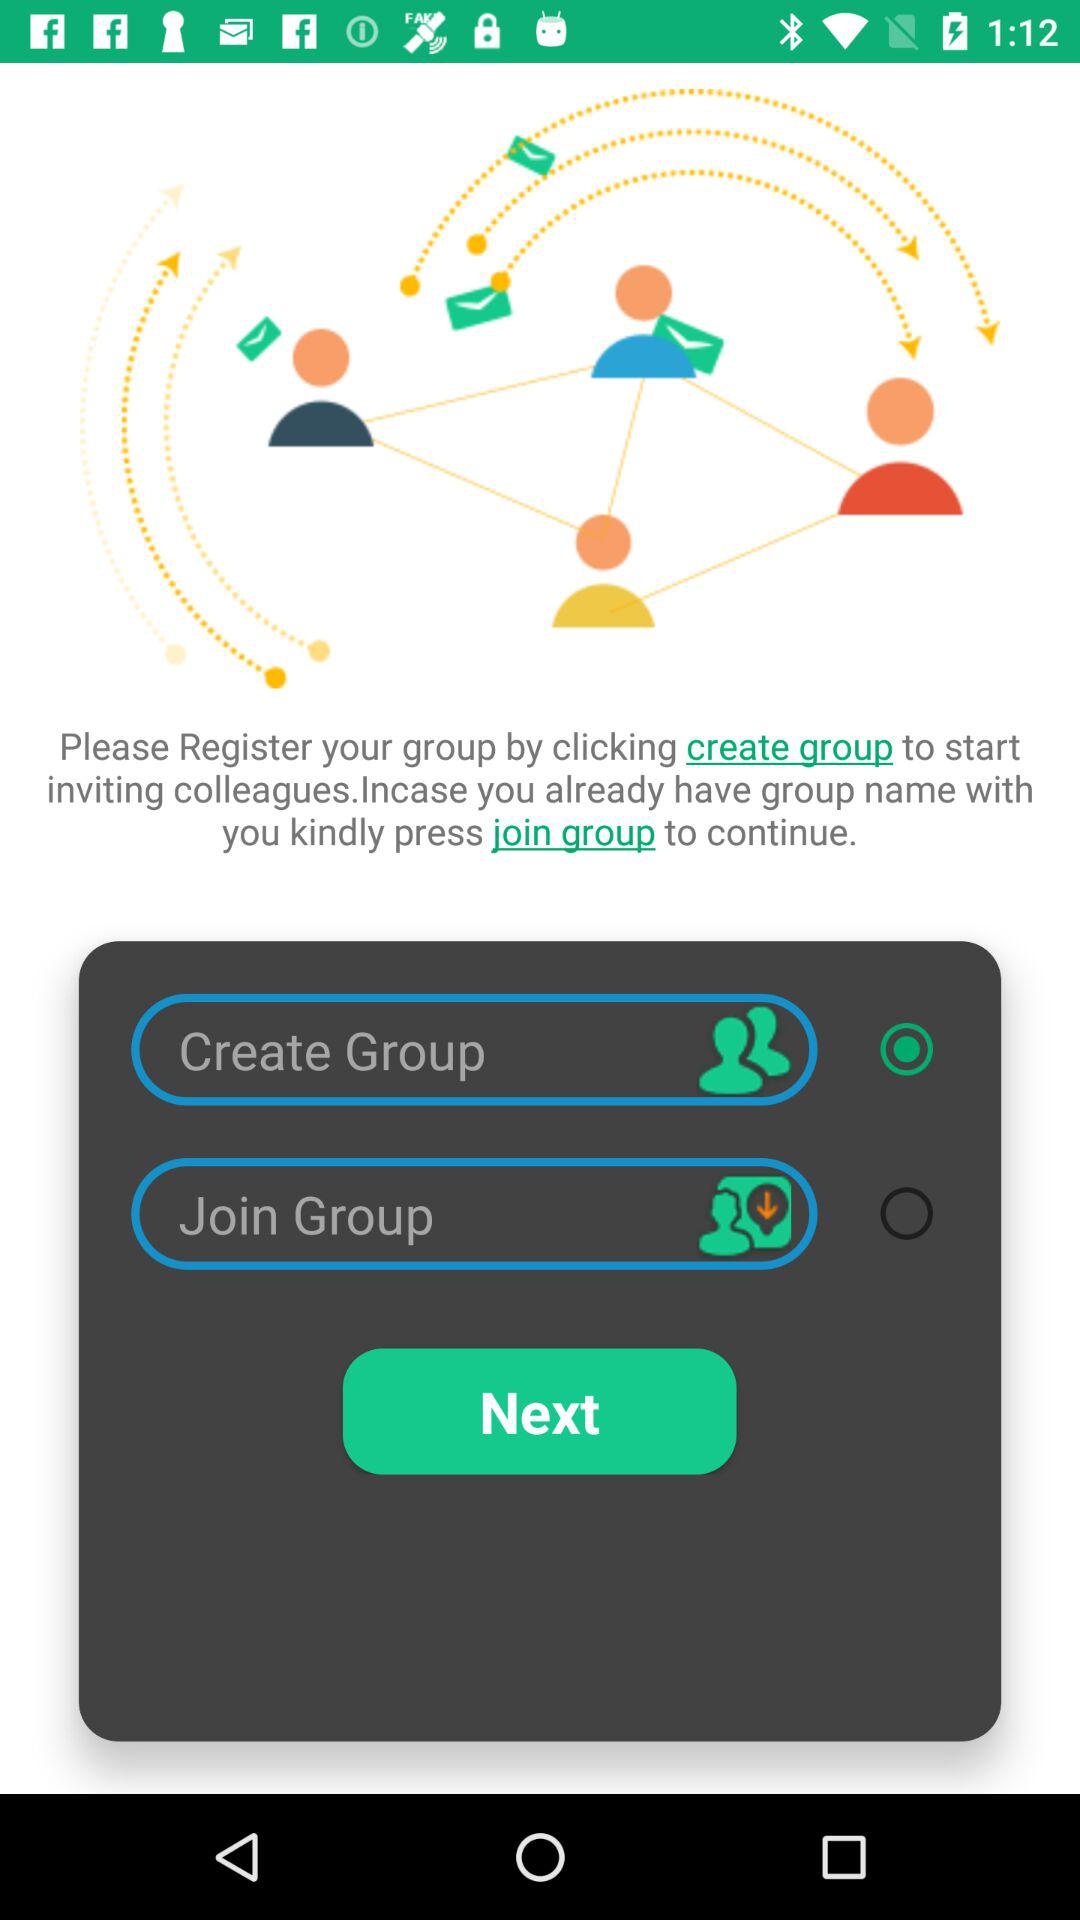 FAKE
1:12
Please Register your group by clicking create group to start
inviting colleagues.Incase you already have group name with
you kindly press join group to continue.
Create Group
Join Group
Next